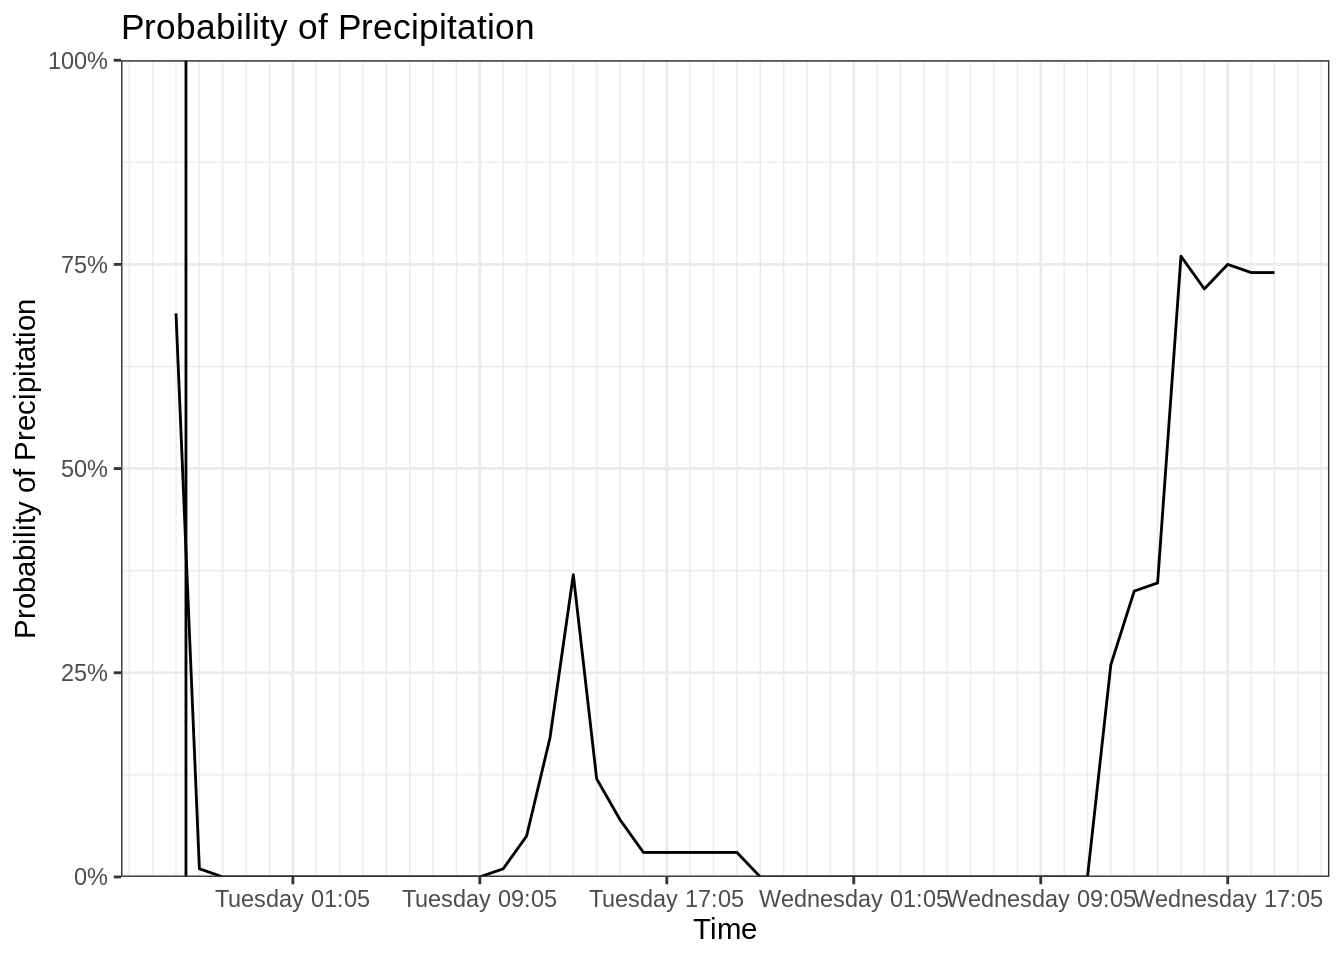 Probability of Precipitation
100%
75%
50%
25%
0%
Probability of Precipitation
Tuesday 01:05
Tuesday 09:05
Tuesday 17:05
Wednesday 01:05
Wednesday 09:05
Wednesday 17:05
Time